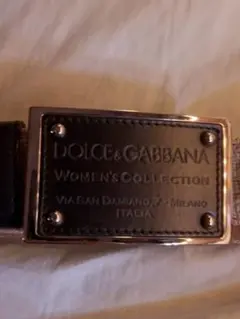 DOLCE&GABBANA
WOMEN'S COLLECTION
VIA SAN DAMIANO, 7 - MILANO
ITALIA